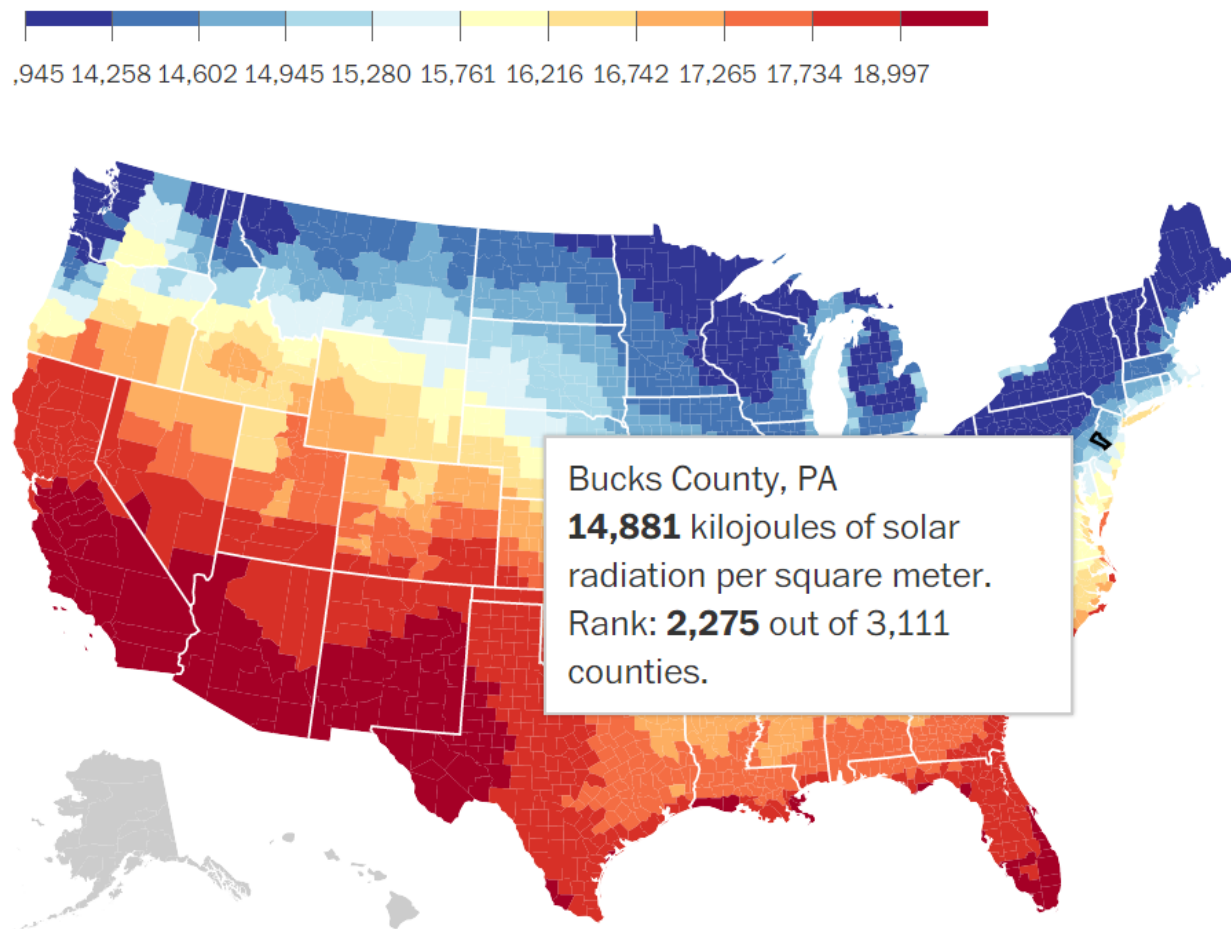 ,945 14,258 14,602 14,945 15,280 15,761 16,216 16,742 17,265 17,734 18,997
Bucks County, PA
14,881 kilojoules of solar
radiation per square meter.
Rank: 2,275 out of 3,111
counties.